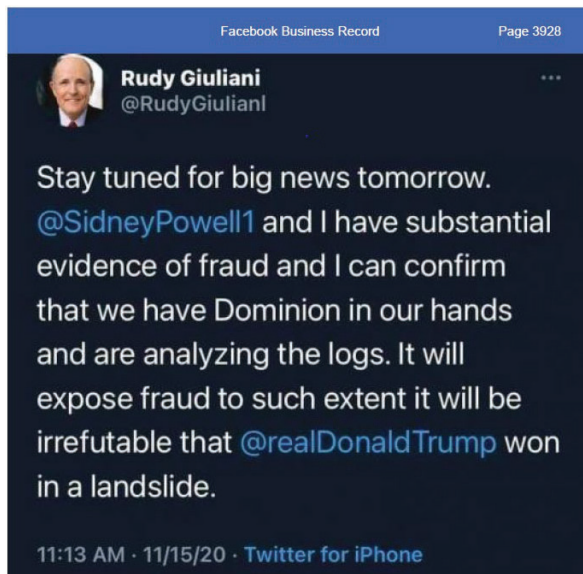 Facebook Business Record Page 3928
Rudy Giuliani
@RudyGiulianI
Stay tuned for big news tomorrow.
@SidneyPowell1 and I have substantial
evidence of fraud and I can confirm
that we have Dominion in our hands
and are analyzing the logs. It will
expose fraud to such extent it will be
irrefutable that @realDonaldTrump won
in a landslide.
11:13 AM · 11/15/20 · Twitter for iPhone